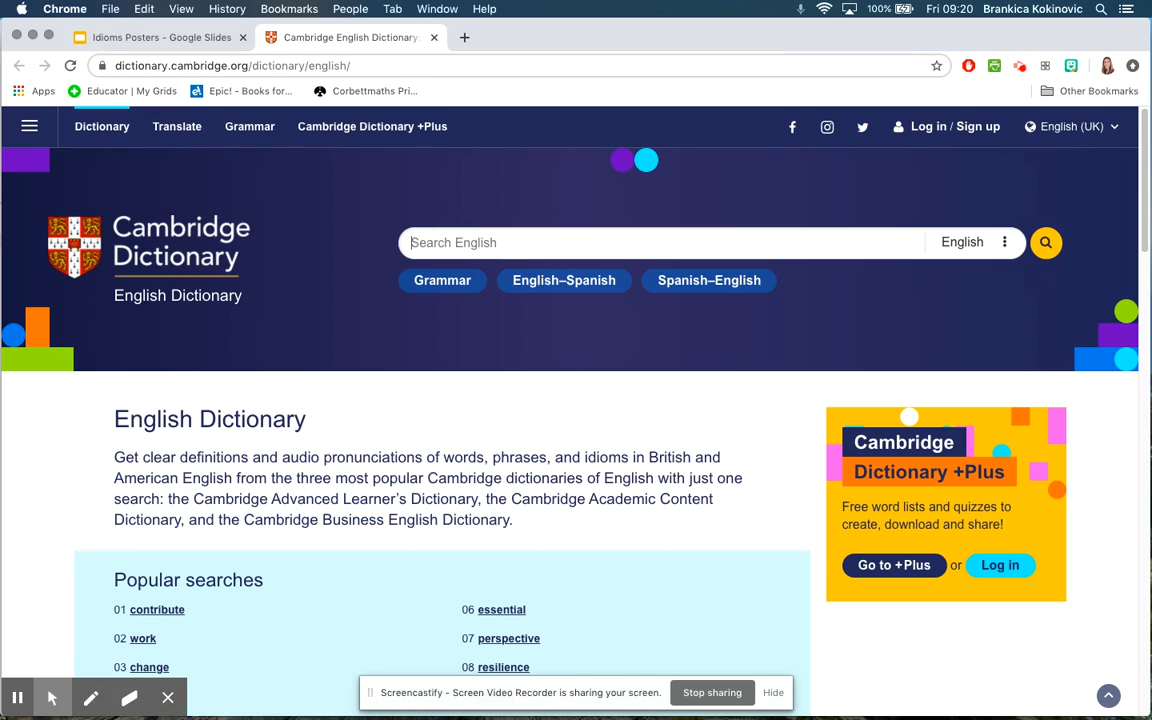 Chrome File Edit View History Bookmarks People Tab Window Help 100% Fri 09:20 Brankica Kokinovic
Idioms Posters - Google Slides Cambridge English Dictionary:
dictionary.cambridge.org/dictionary/english/
Apps Educator | My Grids Epic! - Books for... Corbettmaths Pri... Other Bookmarks
Dictionary Translate Grammar Cambridge Dictionary +Plus Log in / Sign up English (UK)
Cambridge
Dictionary
English Dictionary
Search English English
Grammar English–Spanish Spanish–English
English Dictionary
Get clear definitions and audio pronunciations of words, phrases, and idioms in British and
American English from the three most popular Cambridge dictionaries of English with just one
search: the Cambridge Advanced Learner's Dictionary, the Cambridge Academic Content
Dictionary, and the Cambridge Business English Dictionary.
Cambridge
Dictionary +Plus
Free word lists and quizzes to
create, download and share!
Go to +Plus or Log in
Popular searches
01 contribute 06 essential
02 work 07 perspective
03 change 08 resilience
Screencastify - Screen Video Recorder is sharing your screen. Stop sharing Hide